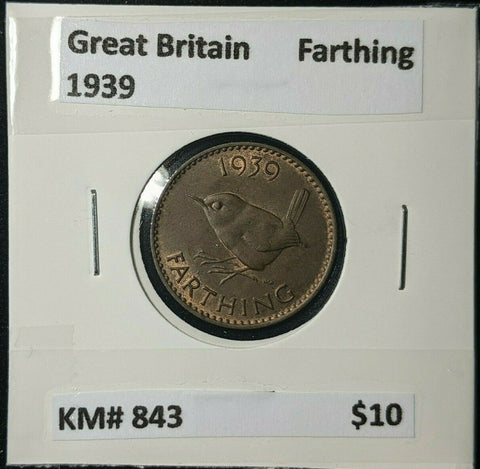 Great Britain Farthing
1939
1939
FARTHING
KM# 843 $10